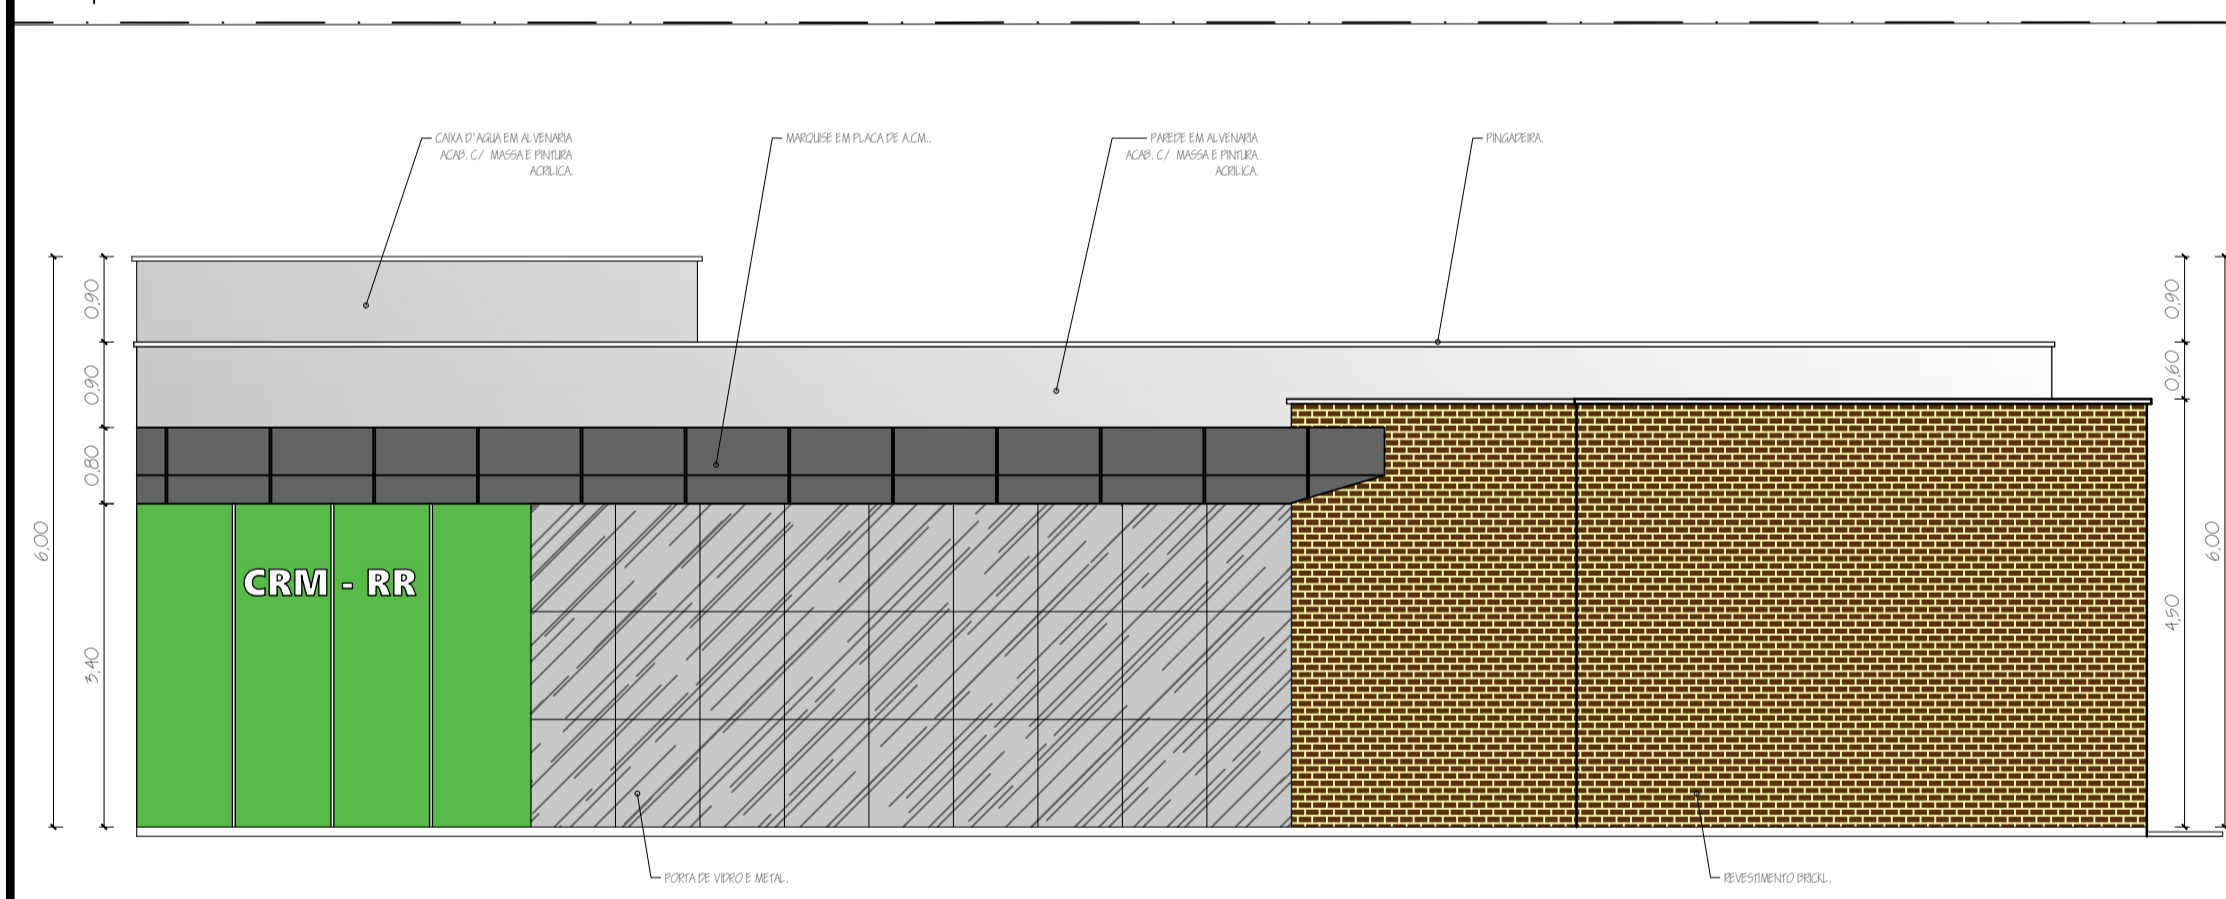 CAIXA D'AGUA EM ALVENARIA
ACAB. C/ MASSA E PINTURA
ACRILICA.
MARQUISE EM PLACA DE A.C.M..
PAREDE EM ALVENARIA
ACAB. C/ MASSA E PINTURA
ACRILICA.
PINGADEIRA.
0,90
0,90
0,80
3,40
6,00
0,90
0,60
4,50
6,00
CRM - RR
PORTA DE VIDRO E METAL.
REVESTIMENTO BRICKL.